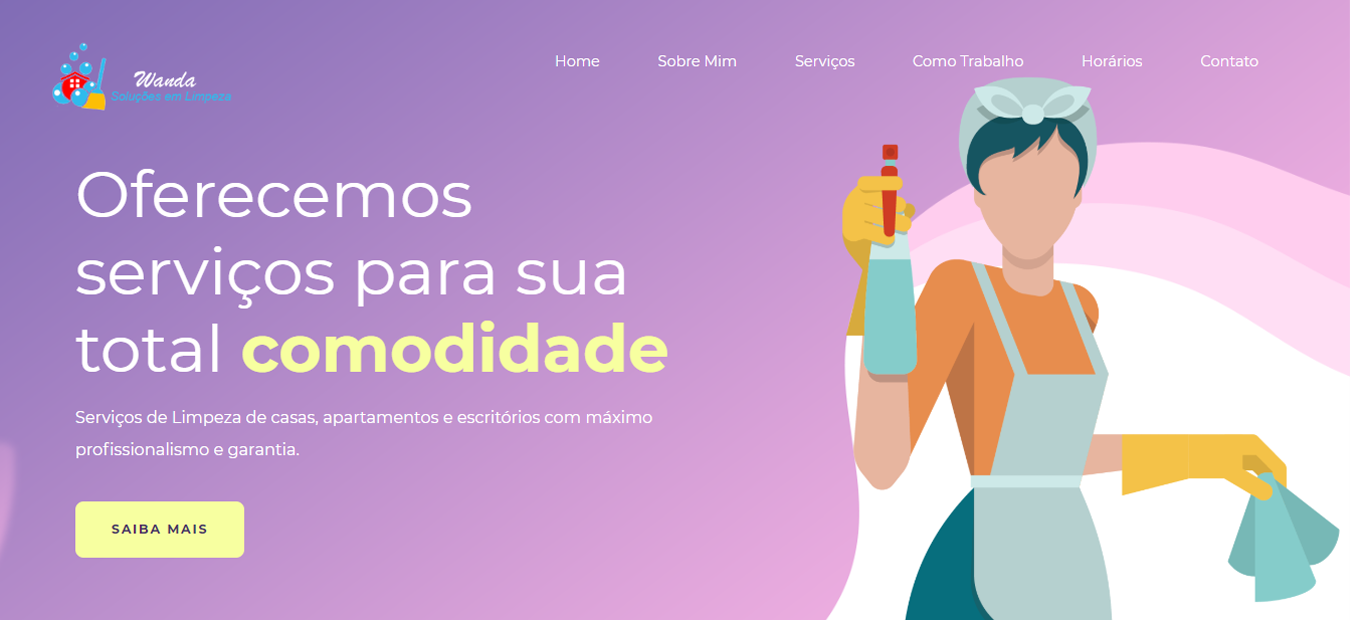 Wanda
Soluções em Limpeza
Home
Sobre Mim
Serviços
Como Trabalho
Horários
Contato
Oferecemos
serviços para sua
total comodidade
Serviços de Limpeza de casas, apartamentos e escritórios com máximo
profissionalismo e garantia.
SAIBA MAIS